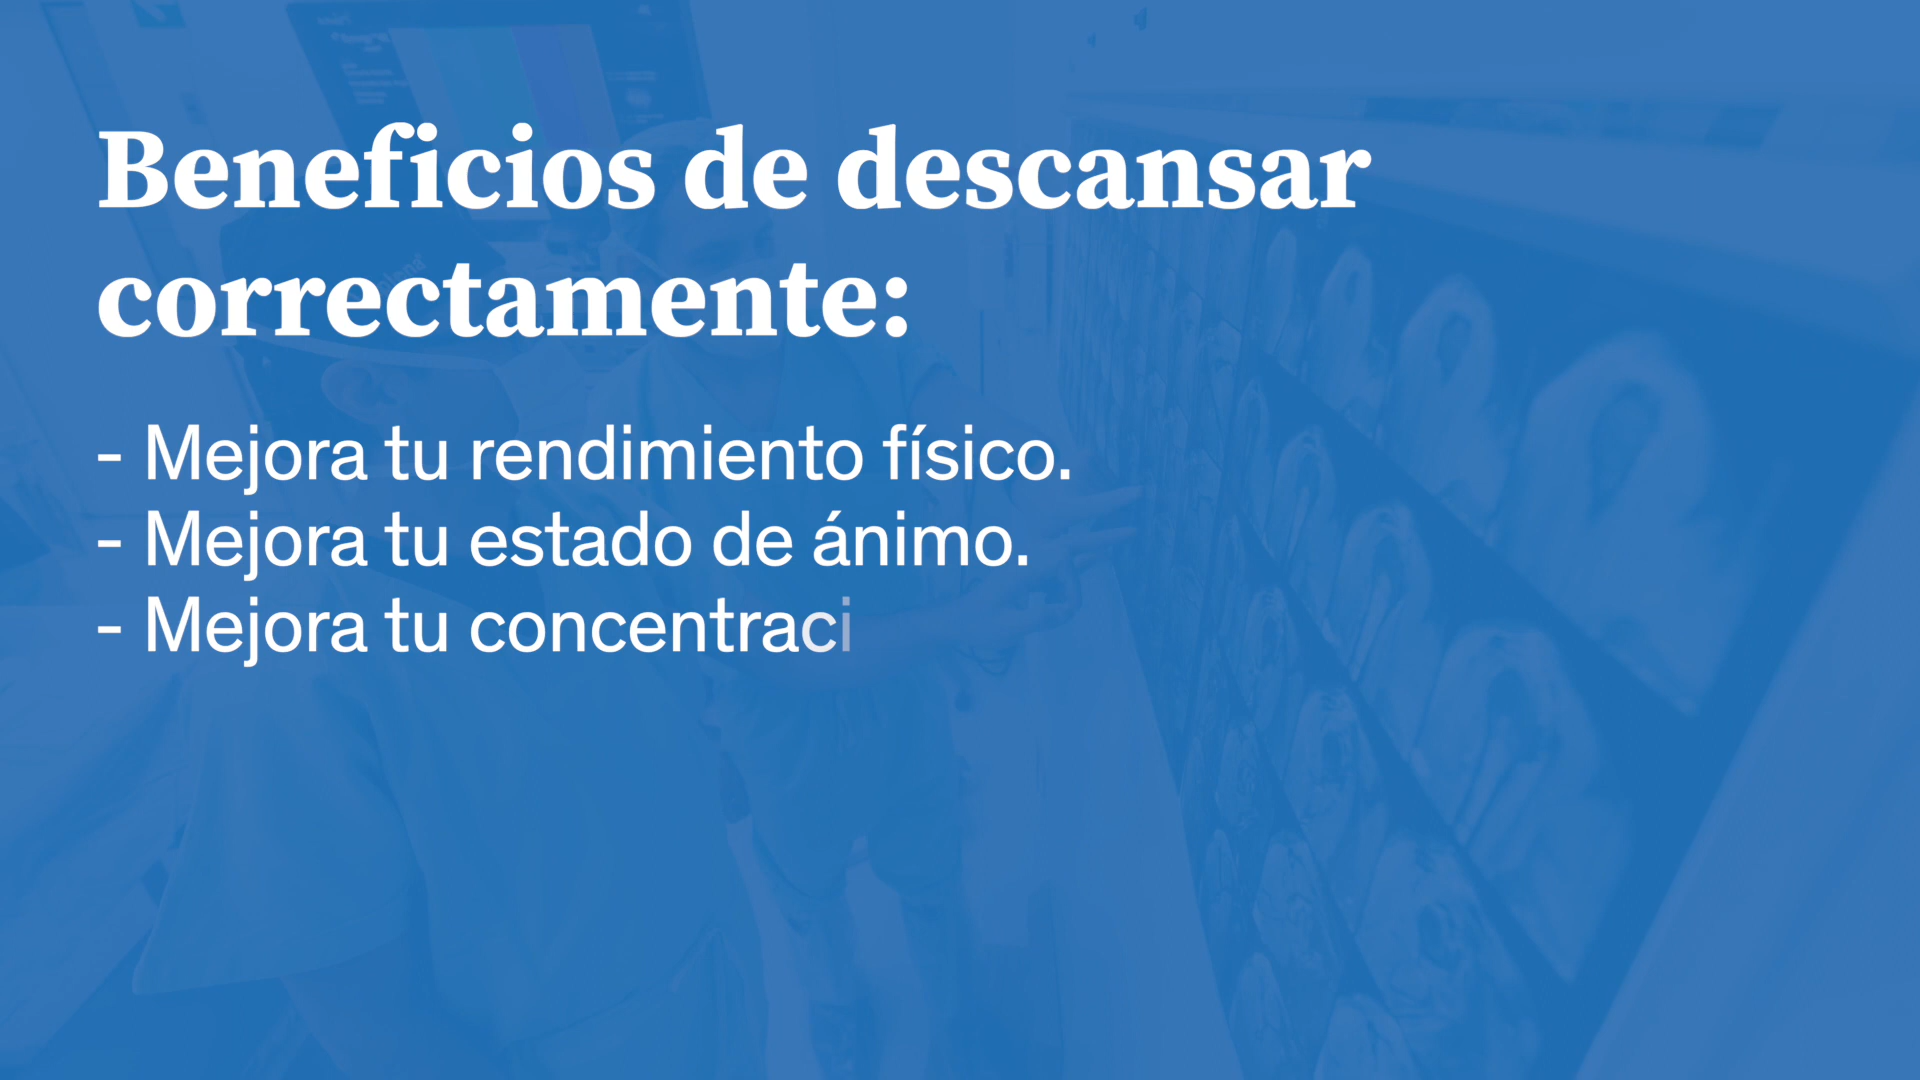 Beneficios de descansar
correctamente:
- Mejora tu rendimiento físico.
- Mejora tu estado de ánimo.
- Mejora tu concentraci